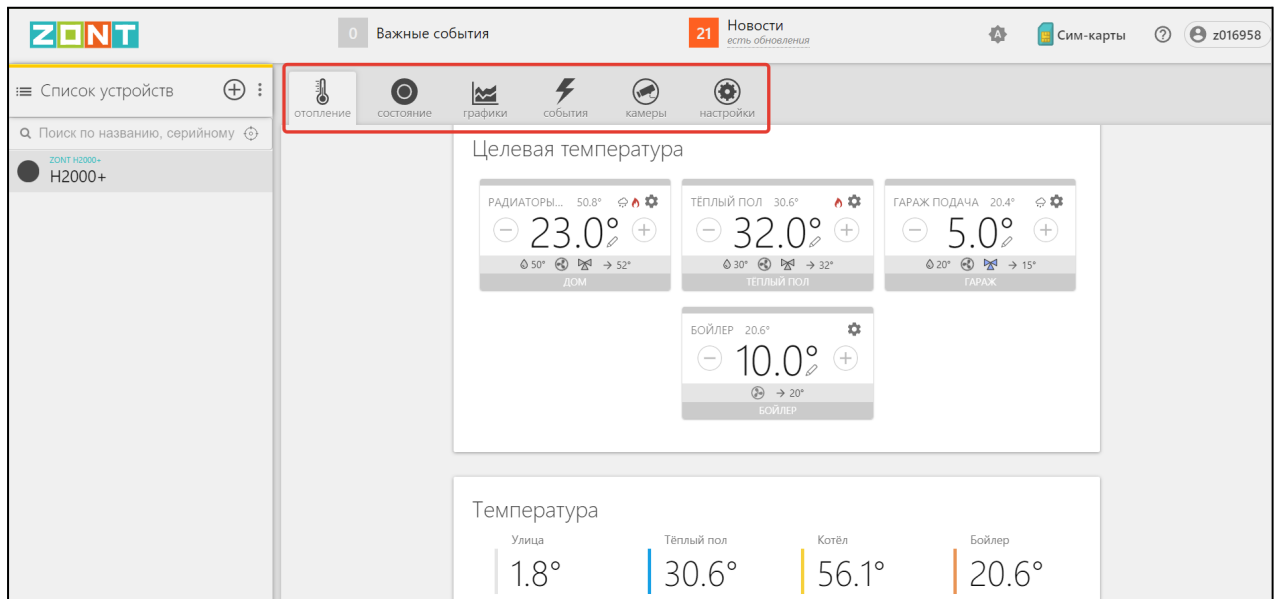 ZONT
0 Важные события
21 Новости
есть обновления
A
Сим-карты
?
z016958
Список устройств
Поиск по названию, серийному
ZONT H2000+
H2000+
отопление состояние графики события камеры настройки
Целевая температура
РАДИАТОРЫ... 50.8°
23.0°
50° → 52°
ДОМ
ТЁПЛЫЙ ПОЛ 30.6°
32.0°
30° → 32°
ТЁПЛЫЙ ПОЛ
ГАРАЖ ПОДАЧА 20.4°
5.0°
20° → 15°
ГАРАЖ
БОЙЛЕР 20.6°
10.0°
→ 20°
БОЙЛЕР
Температура
Улица Тёплый пол Котёл Бойлер
1.8° 30.6° 56.1° 20.6°